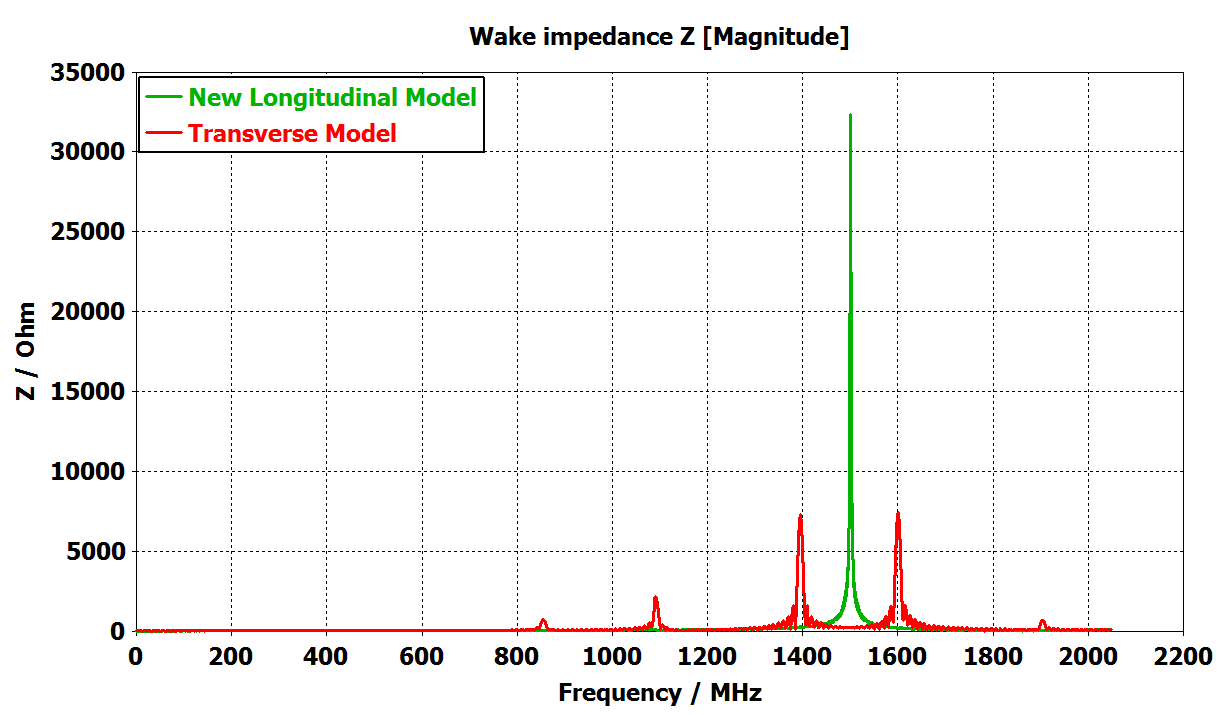 Wake impedance Z [Magnitude]
35000
New Longitudinal Model
Transverse Model
30000
25000
20000
15000
10000
5000
0
Z / Ohm
0 200 400 600 800 1000 1200 1400 1600 1800 2000 2200
Frequency / MHz